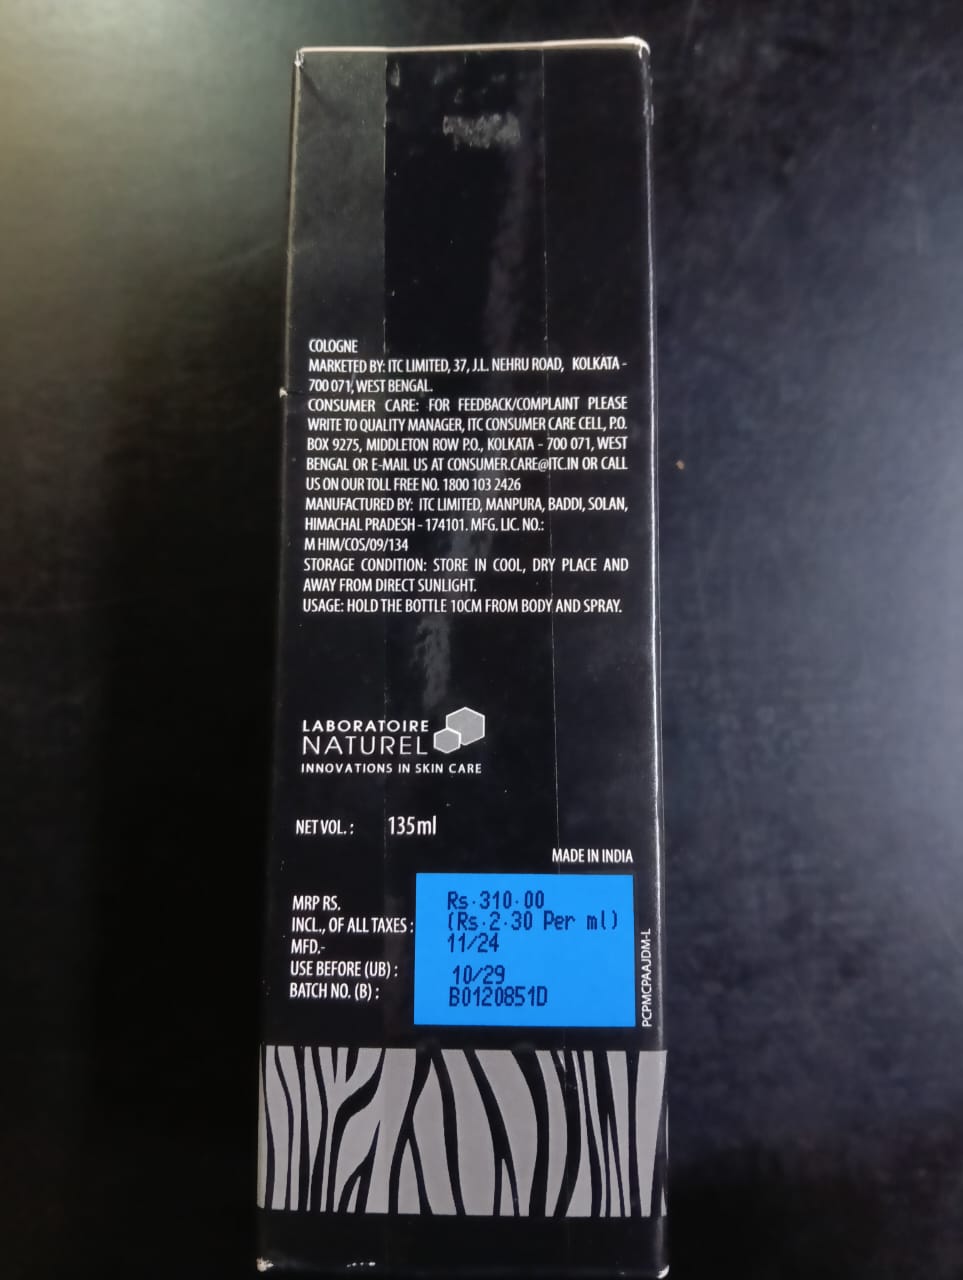 COLOGNE
MARKETED BY: ITC LIMITED, 37, J.L. NEHRU ROAD, KOLKATA -
700 071, WEST BENGAL.
CONSUMER CARE: FOR FEEDBACK/COMPLAINT PLEASE
WRITE TO QUALITY MANAGER, ITC CONSUMER CARE CELL, P.O.
BOX 9275, MIDDLETON ROW P.O., KOLKATA - 700 071, WEST
BENGAL OR E-MAIL US AT CONSUMER.CARE@ITC.IN OR CALL
US ON OUR TOLL FREE NO. 1800 103 2426
MANUFACTURED BY: ITC LIMITED, MANPURA, BADDI, SOLAN,
HIMACHAL PRADESH - 174101. MFG. LIC. NO.:
M HIM/COS/09/134
STORAGE CONDITION: STORE IN COOL, DRY PLACE AND
AWAY FROM DIRECT SUNLIGHT.
USAGE: HOLD THE BOTTLE 10CM FROM BODY AND SPRAY.
LABORATOIRE
NATUREL
INNOVATIONS IN SKIN CARE
NET VOL. : 135ml
MADE IN INDIA
MRP RS. Rs.310.00
INCL., OF ALL TAXES : (Rs.2.30 Per ml)
MFD.- 11/24
USE BEFORE (UB) : 10/29
BATCH NO. (B) : B0120851D
PCPMCPAAJDM-L